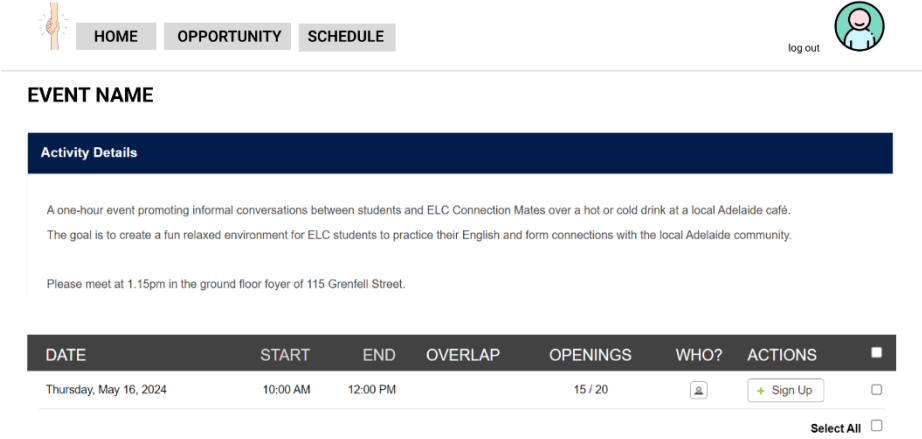 HOME OPPORTUNITY SCHEDULE
log out
EVENT NAME
Activity Details
A one-hour event promoting informal conversations between students and ELC Connection Mates over a hot or cold drink at a local Adelaide café.
The goal is to create a fun relaxed environment for ELC students to practice their English and form connections with the local Adelaide community.
Please meet at 1.15pm in the ground floor foyer of 115 Grenfell Street.
DATE START END OVERLAP OPENINGS WHO? ACTIONS
Thursday, May 16, 2024 10:00 AM 12:00 PM 15 / 20 + Sign Up
Select All